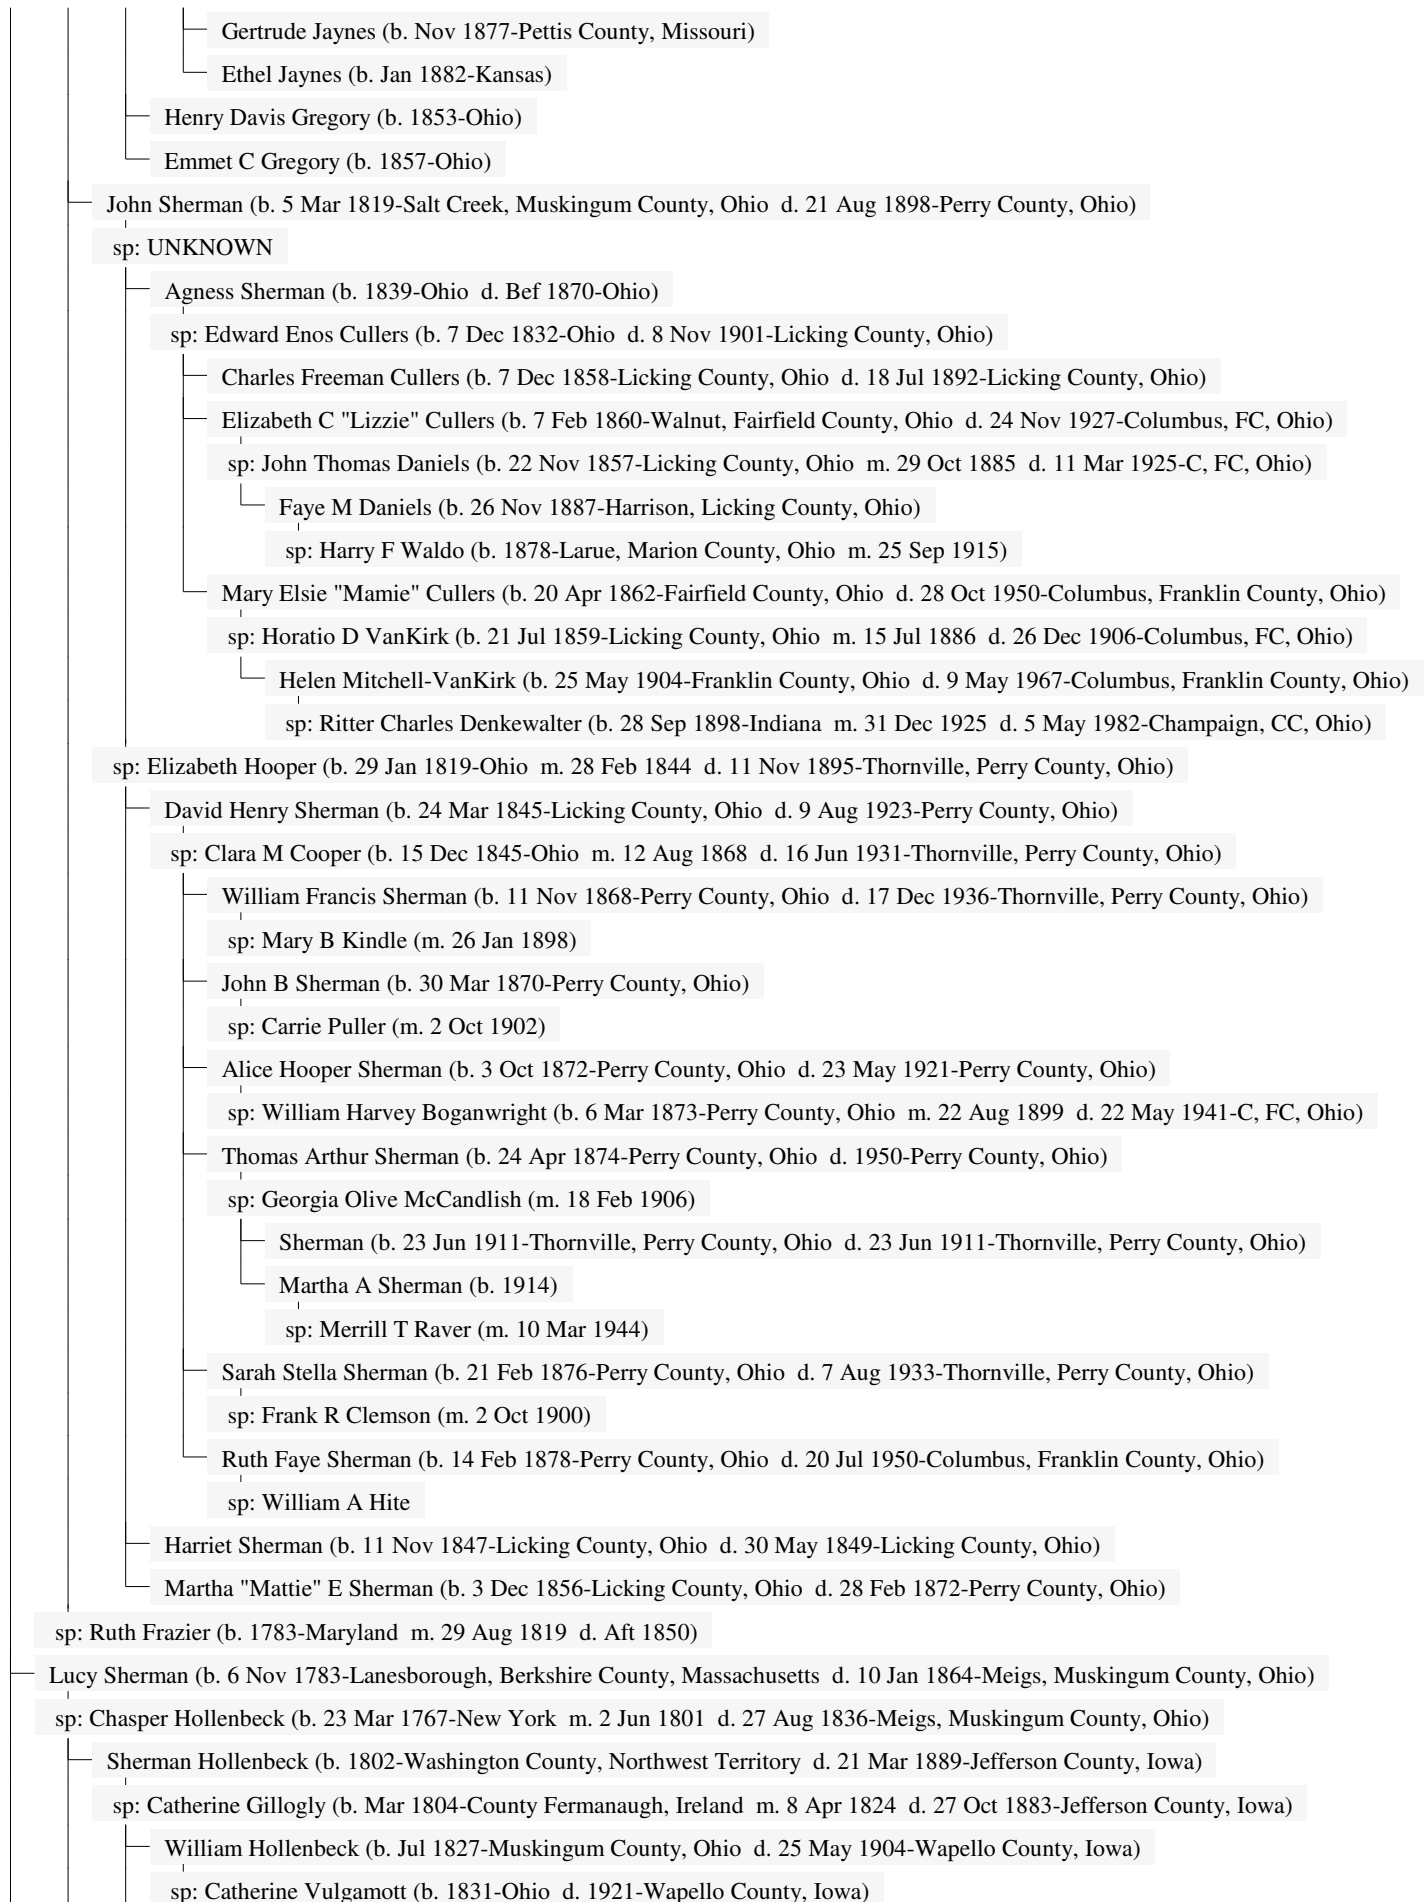 Gertrude Jaynes (b. Nov 1877-Pettis County, Missouri)
Ethel Jaynes (b. Jan 1882-Kansas)
Henry Davis Gregory (b. 1853-Ohio)
Emmet C Gregory (b. 1857-Ohio)
John Sherman (b. 5 Mar 1819-Salt Creek, Muskingum County, Ohio d. 21 Aug 1898-Perry County, Ohio)
sp: UNKNOWN
Agness Sherman (b. 1839-Ohio d. Bef 1870-Ohio)
sp: Edward Enos Cullers (b. 7 Dec 1832-Ohio d. 8 Nov 1901-Licking County, Ohio)
Charles Freeman Cullers (b. 7 Dec 1858-Licking County, Ohio d. 18 Jul 1892-Licking County, Ohio)
Elizabeth C "Lizzie" Cullers (b. 7 Feb 1860-Walnut, Fairfield County, Ohio d. 24 Nov 1927-Columbus, FC, Ohio)
sp: John Thomas Daniels (b. 22 Nov 1857-Licking County, Ohio m. 29 Oct 1885 d. 11 Mar 1925-C, FC, Ohio)
Faye M Daniels (b. 26 Nov 1887-Harrison, Licking County, Ohio)
sp: Harry F Waldo (b. 1878-Larue, Marion County, Ohio m. 25 Sep 1915)
Mary Elsie "Mamie" Cullers (b. 20 Apr 1862-Fairfield County, Ohio d. 28 Oct 1950-Columbus, Franklin County, Ohio)
sp: Horatio D VanKirk (b. 21 Jul 1859-Licking County, Ohio m. 15 Jul 1886 d. 26 Dec 1906-Columbus, FC, Ohio)
Helen Mitchell-VanKirk (b. 25 May 1904-Franklin County, Ohio d. 9 May 1967-Columbus, Franklin County, Ohio)
sp: Ritter Charles Denkewalter (b. 28 Sep 1898-Indiana m. 31 Dec 1925 d. 5 May 1982-Champaign, CC, Ohio)
sp: Elizabeth Hooper (b. 29 Jan 1819-Ohio m. 28 Feb 1844 d. 11 Nov 1895-Thornville, Perry County, Ohio)
David Henry Sherman (b. 24 Mar 1845-Licking County, Ohio d. 9 Aug 1923-Perry County, Ohio)
sp: Clara M Cooper (b. 15 Dec 1845-Ohio m. 12 Aug 1868 d. 16 Jun 1931-Thornville, Perry County, Ohio)
William Francis Sherman (b. 11 Nov 1868-Perry County, Ohio d. 17 Dec 1936-Thornville, Perry County, Ohio)
sp: Mary B Kindle (m. 26 Jan 1898)
John B Sherman (b. 30 Mar 1870-Perry County, Ohio)
sp: Carrie Puller (m. 2 Oct 1902)
Alice Hooper Sherman (b. 3 Oct 1872-Perry County, Ohio d. 23 May 1921-Perry County, Ohio)
sp: William Harvey Boganwright (b. 6 Mar 1873-Perry County, Ohio m. 22 Aug 1899 d. 22 May 1941-C, FC, Ohio)
Thomas Arthur Sherman (b. 24 Apr 1874-Perry County, Ohio d. 1950-Perry County, Ohio)
sp: Georgia Olive McCandlish (m. 18 Feb 1906)
Sherman (b. 23 Jun 1911-Thornville, Perry County, Ohio d. 23 Jun 1911-Thornville, Perry County, Ohio)
Martha A Sherman (b. 1914)
sp: Merrill T Raver (m. 10 Mar 1944)
Sarah Stella Sherman (b. 21 Feb 1876-Perry County, Ohio d. 7 Aug 1933-Thornville, Perry County, Ohio)
sp: Frank R Clemson (m. 2 Oct 1900)
Ruth Faye Sherman (b. 14 Feb 1878-Perry County, Ohio d. 20 Jul 1950-Columbus, Franklin County, Ohio)
sp: William A Hite
Harriet Sherman (b. 11 Nov 1847-Licking County, Ohio d. 30 May 1849-Licking County, Ohio)
Martha "Mattie" E Sherman (b. 3 Dec 1856-Licking County, Ohio d. 28 Feb 1872-Perry County, Ohio)
sp: Ruth Frazier (b. 1783-Maryland m. 29 Aug 1819 d. Aft 1850)
Lucy Sherman (b. 6 Nov 1783-Lanesborough, Berkshire County, Massachusetts d. 10 Jan 1864-Meigs, Muskingum County, Ohio)
sp: Chasper Hollenbeck (b. 23 Mar 1767-New York m. 2 Jun 1801 d. 27 Aug 1836-Meigs, Muskingum County, Ohio)
Sherman Hollenbeck (b. 1802-Washington County, Northwest Territory d. 21 Mar 1889-Jefferson County, Iowa)
sp: Catherine Gillogly (b. Mar 1804-County Fermanaugh, Ireland m. 8 Apr 1824 d. 27 Oct 1883-Jefferson County, Iowa)
William Hollenbeck (b. Jul 1827-Muskingum County, Ohio d. 25 May 1904-Wapello County, Iowa)
sp: Catherine Vulgamott (b. 1831-Ohio d. 1921-Wapello County, Iowa)